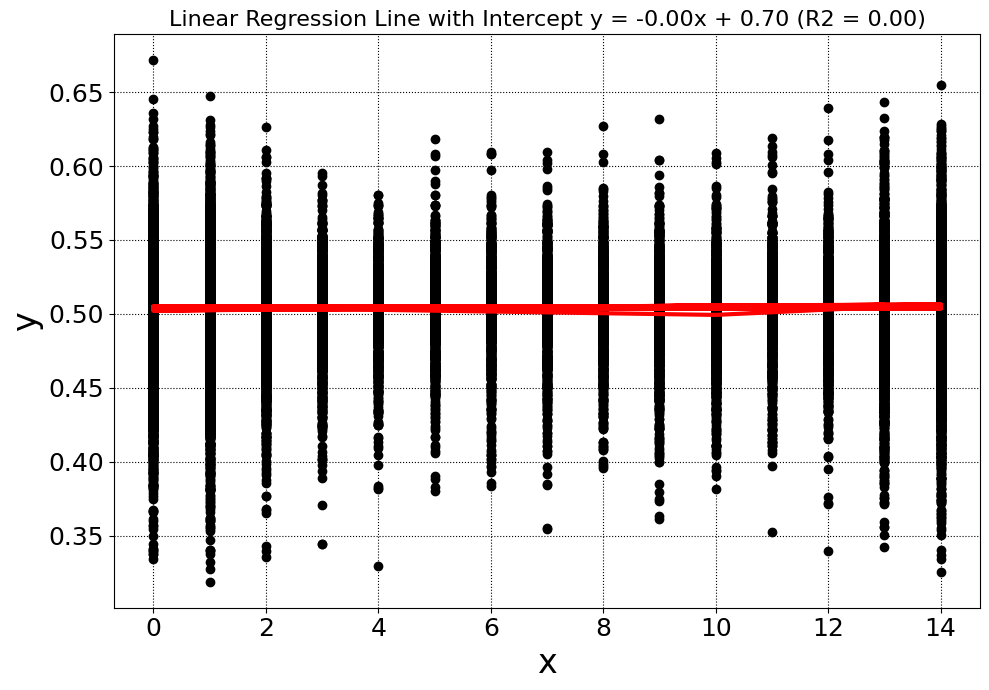 Linear Regression Line with Intercept y = -0.00x + 0.70 (R2 = 0.00)
0.65
0.60
0.55
0.50
0.45
0.40
0.35
y
0 2 4 6 8 10 12 14
x